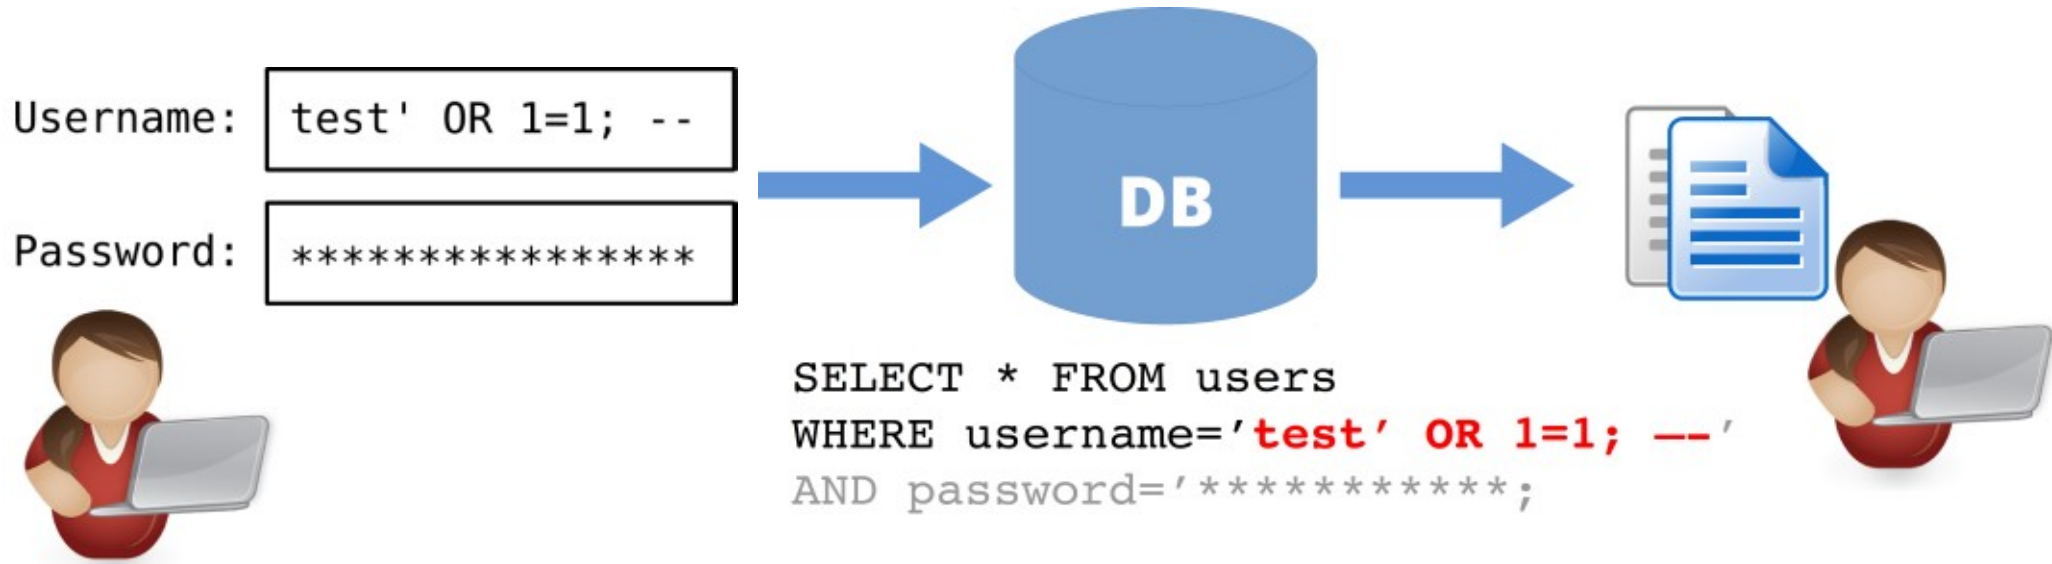 Username: test' OR 1=1; --
Password: ****************
DB
SELECT * FROM users
WHERE username=′test′ OR 1=1; ––′
AND password=′***********;